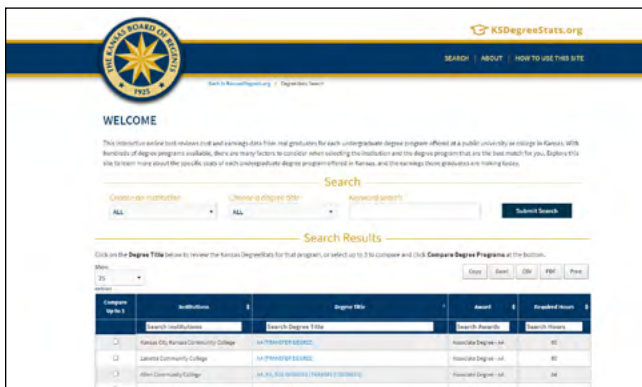 THE KANSAS BOARD OF REGENTS
1925
KSDegreeStats.org
SEARCH | ABOUT | HOW TO USE THIS SITE
Back to KansasRegents.org / DegreeStats Search
WELCOME
This interactive online tool reviews cost and earnings data from real graduates for each undergraduate degree program offered at a public university or college in Kansas. With
hundreds of degree programs available, there are many factors to consider when selecting the institution and the degree program that are the best match for you. Explore this
site to learn more about the specific costs of each undergraduate degree program offered in Kansas, and the earnings those graduates are making today.
Search
Choose an institution Choose a degree title Keyword search
ALL ALL Submit Search
Search Results
Click on the Degree Title below to review the Kansas DegreeStats for that program, or select up to 3 to compare and click Compare Degree Programs at the bottom.
Show
25
entries
Copy Excel CSV PDF Print
Compare Up to 3 Institutions Degree Title Award Required Hours
Search Institutions Search Degree Title Search Awards Search Hours
Kansas City Kansas Community College AA (TRANSFER DEGREE) Associate Degree - AA
Labette Community College AA (TRANSFER DEGREE) Associate Degree - AA
Allen Community College Associate Degree - AA